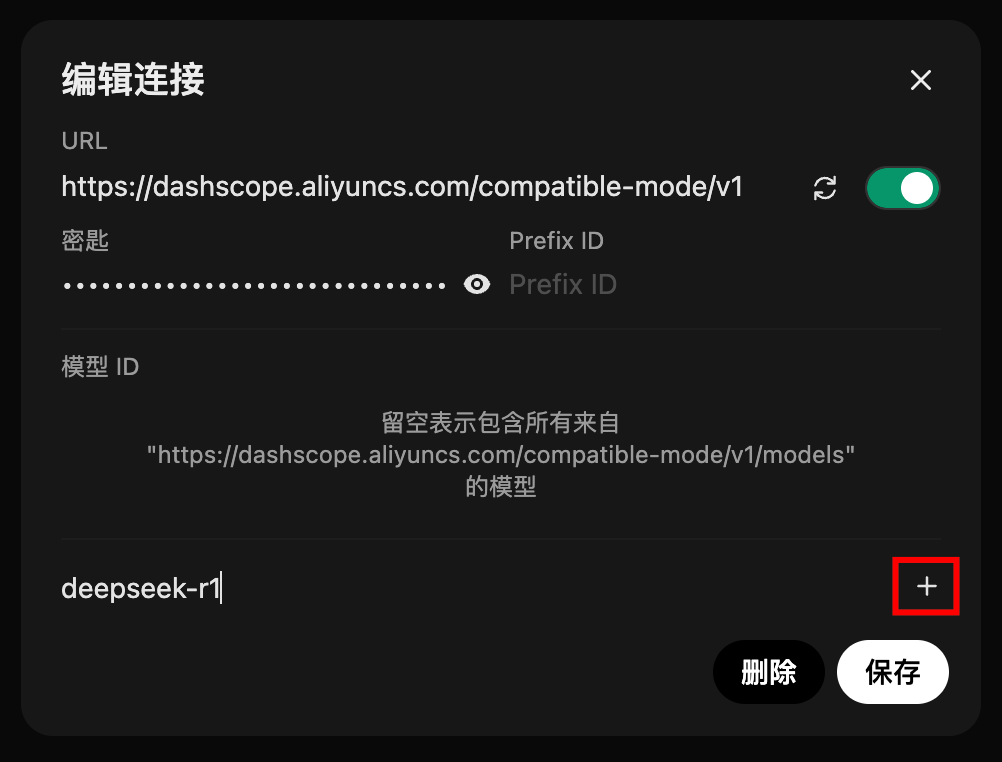 编辑连接
URL
https://dashscope.aliyuncs.com/compatible-mode/v1
密匙
Prefix ID
••••••••••••••••••••••••••••••
Prefix ID
模型 ID
留空表示包含所有来自
"https://dashscope.aliyuncs.com/compatible-mode/v1/models"
的模型
deepseek-r1
删除
保存